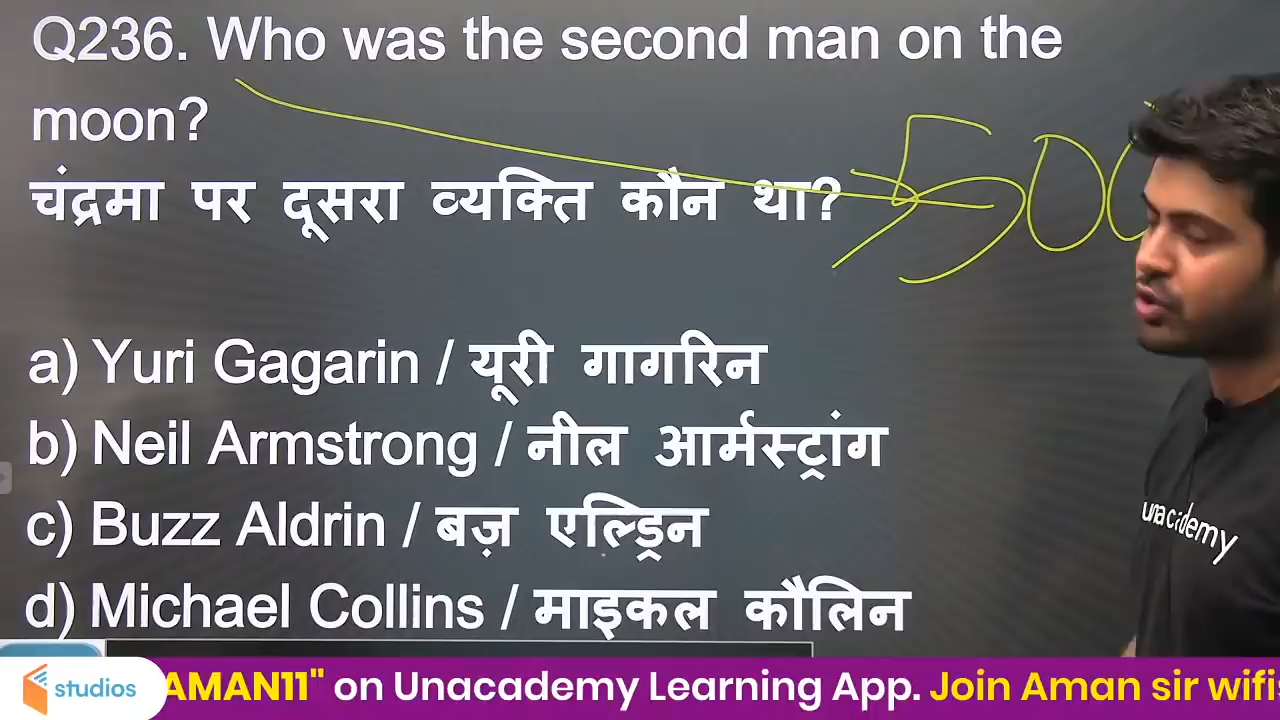 Q236. Who was the second man on the
moon?
चंद्रमा पर दूसरा व्यक्ति कौन था?
500
a) Yuri Gagarin / यूरी गागरिन
b) Neil Armstrong / नील आर्मस्ट्रांग
c) Buzz Aldrin / बज़ एल्ड्रिन
d) Michael Collins / माइकल कौलिन
unacademy
studios
AMAN11" on Unacademy Learning App. Join Aman sir